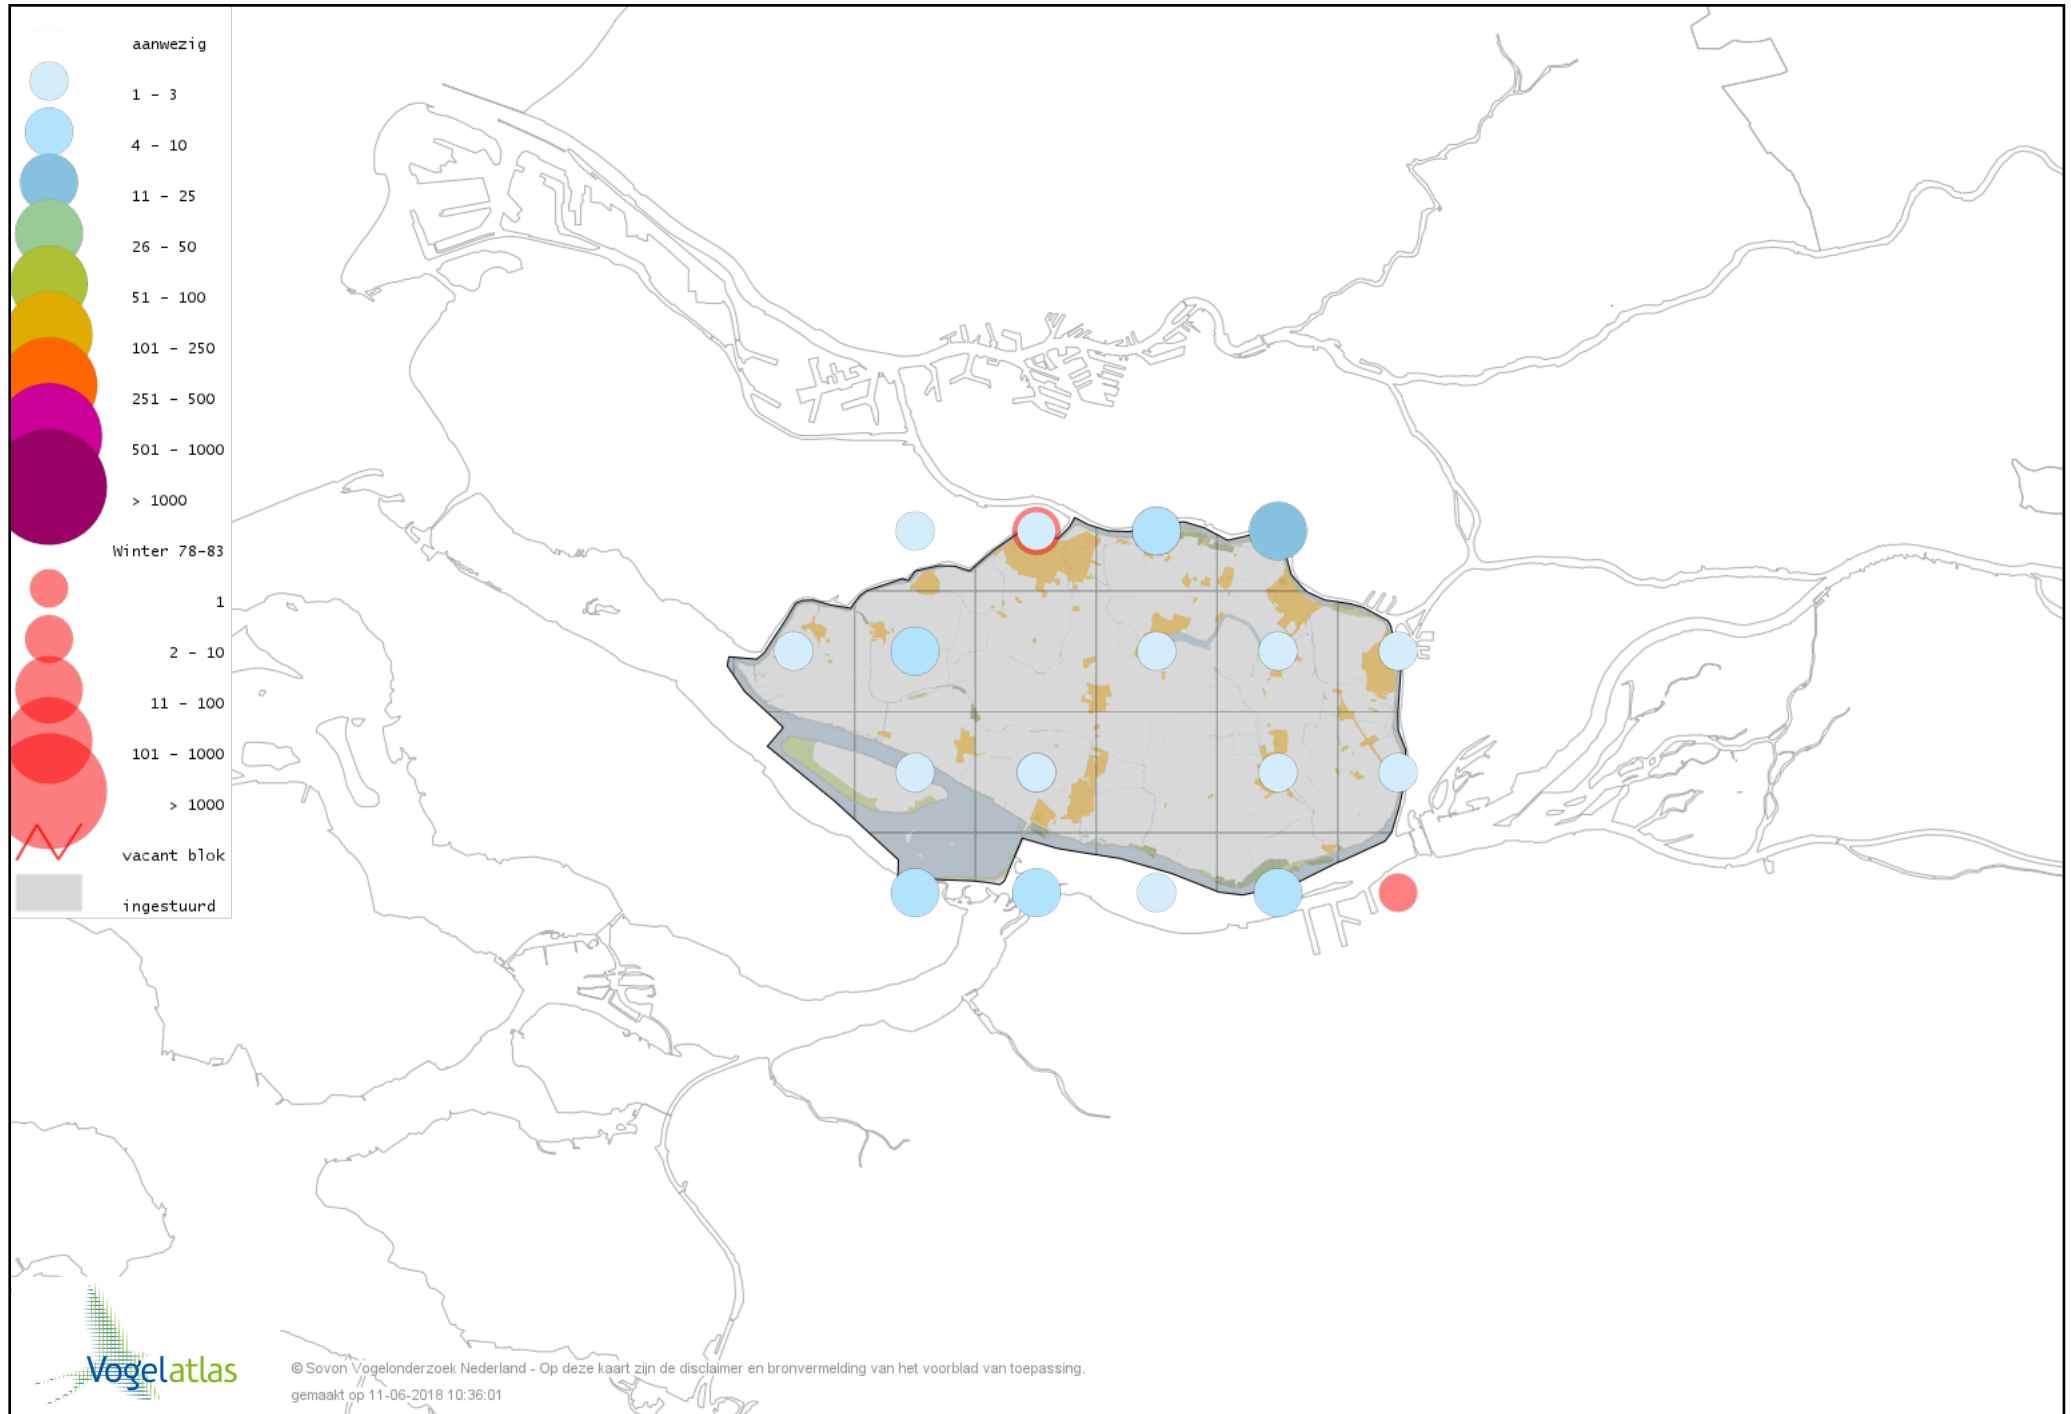 aanwezig
1 - 3
4 - 10
11 - 25
26 - 50
51 - 100
101 - 250
251 - 500
501 - 1000
> 1000
Winter 78-83
1
2 - 10
11 - 100
101 - 1000
> 1000
vacant blok
ingestuurd
Vogelatlas
© Sovon Vogelonderzoek Nederland - Op deze kaart zijn de disclaimer en bronvermelding van het voorblad van toepassing.
gemaakt op 11-06-2018 10:36:01